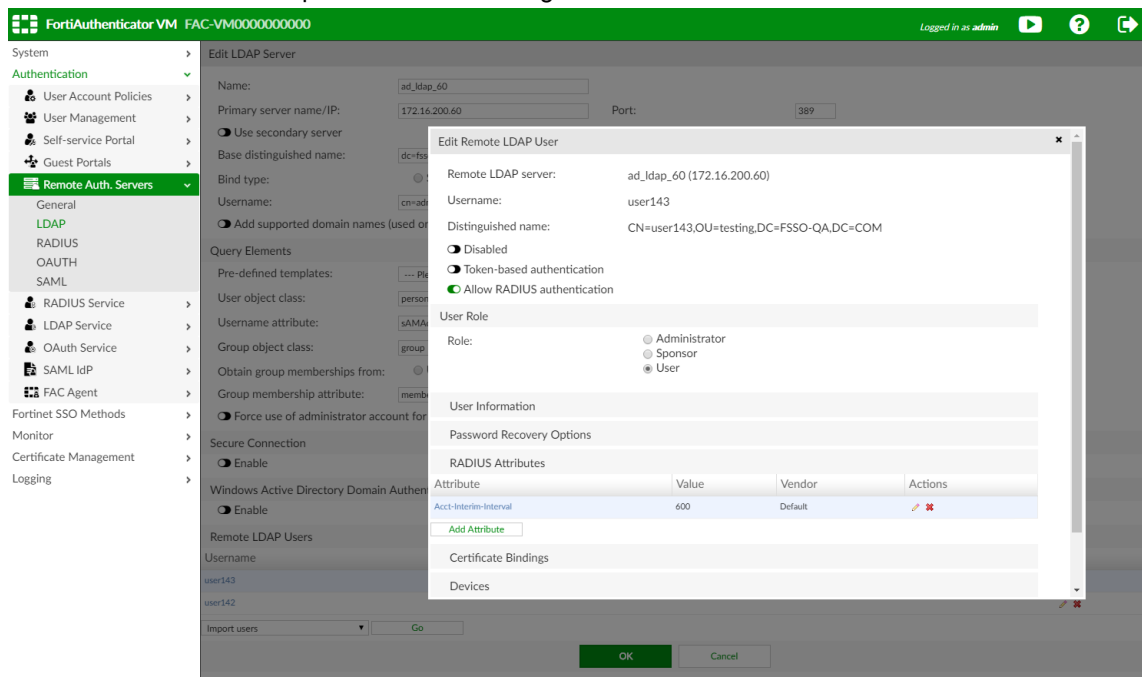 FortiAuthenticator VM FAC-VM0000000000 Logged in as admin
System
Authentication
User Account Policies
User Management
Self-service Portal
Guest Portals
Remote Auth. Servers
General
LDAP
RADIUS
OAUTH
SAML
RADIUS Service
LDAP Service
OAuth Service
SAML IdP
FAC Agent
Fortinet SSO Methods
Monitor
Certificate Management
Logging
Edit LDAP Server
Name: ad_ldap_60
Primary server name/IP: 172.16.200.60 Port: 389
Use secondary server
Base distinguished name:
Bind type:
Username:
Add supported domain names (used
Query Elements
Pre-defined templates:
User object class: person
Username attribute:
Group object class: group
Obtain group memberships from:
Group membership attribute:
Force use of administrator account for
Secure Connection
Enable
Windows Active Directory Domain
Enable
Remote LDAP Users
Username
user143
user142
Import users Go
OK Cancel
Edit Remote LDAP User
Remote LDAP server: ad_ldap_60 (172.16.200.60)
Username: user143
Distinguished name: CN=user143,OU=testing,DC=FSSO-QA,DC=COM
Disabled
Token-based authentication
Allow RADIUS authentication
User Role
Role: Administrator
Sponsor
User
User Information
Password Recovery Options
RADIUS Attributes
Attribute Value Vendor Actions
Acct-Interim-Interval 600 Default
Add Attribute
Certificate Bindings
Devices